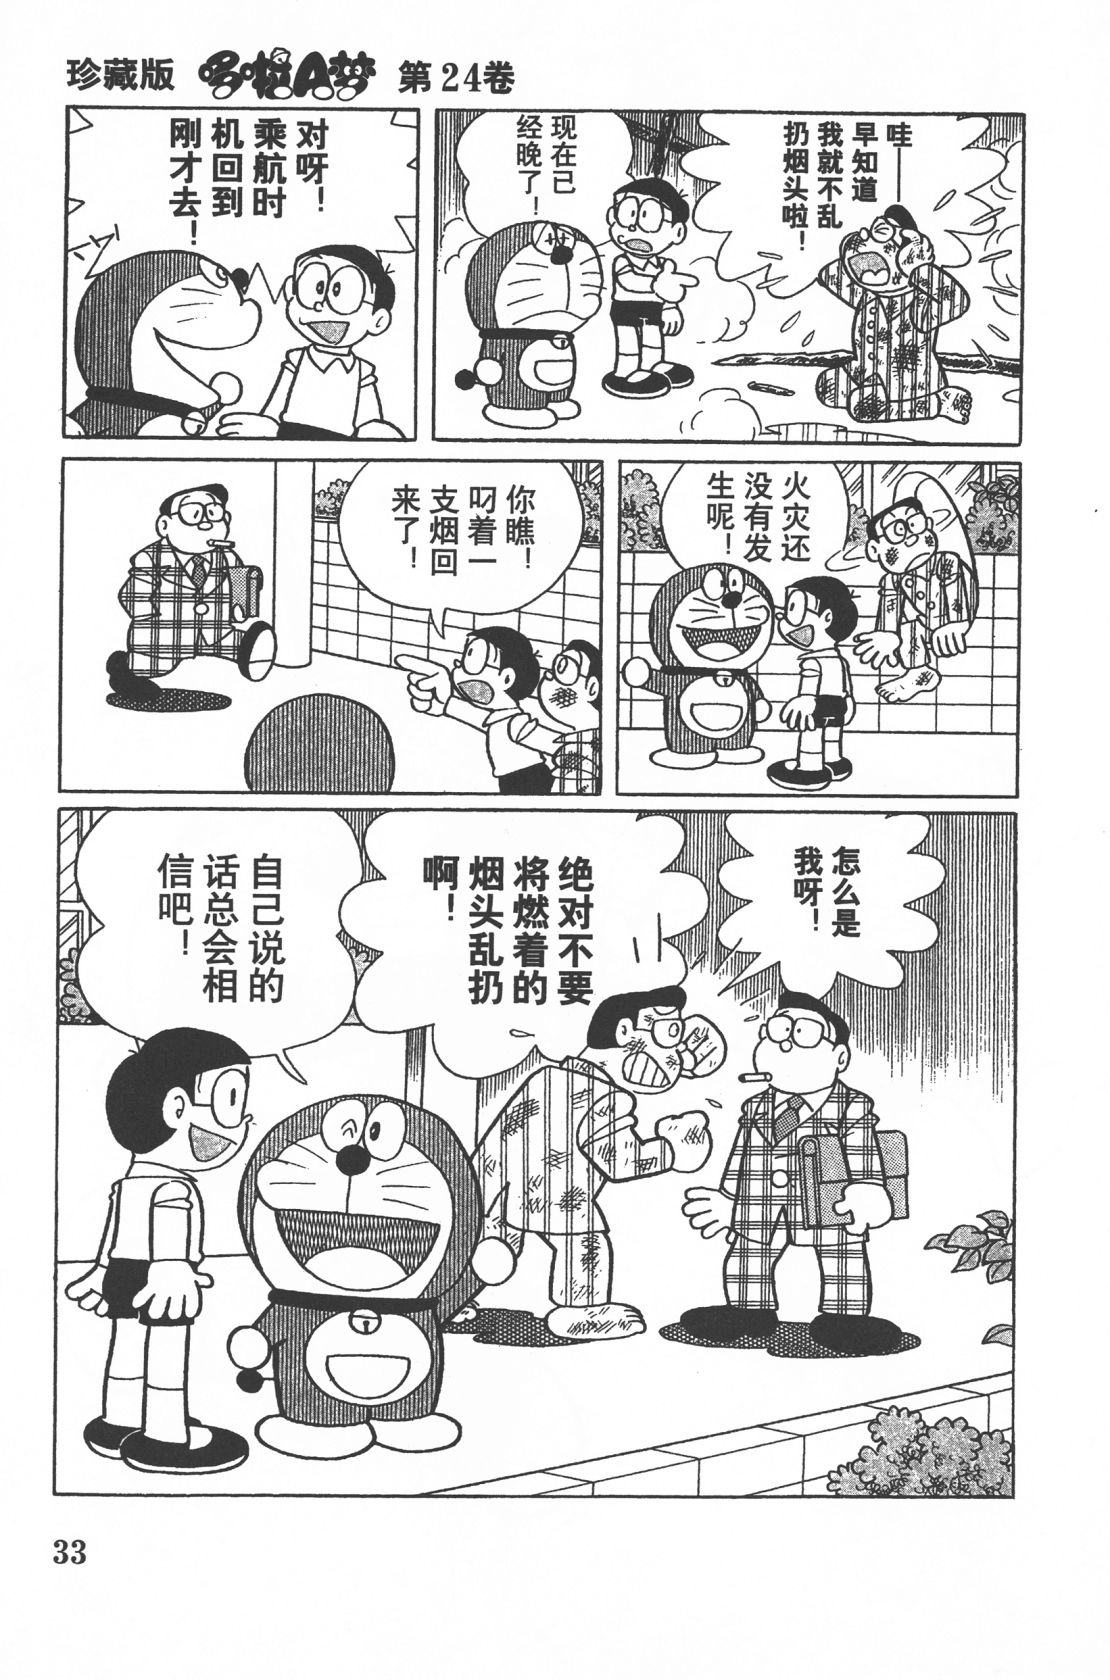 珍藏版 哆啦A梦 第24卷
哇——
早知道
我就不乱
扔烟头啦！
现在已
经晚了！
对呀！
乘航时
机回到
刚才去！
火灾还
没有发
生呢！
你瞧！
叼着一
支烟回
来了！
怎么是
我呀！
绝对不要
将燃着的
烟头乱扔
啊！
自己说的
话总会相
信吧！
33